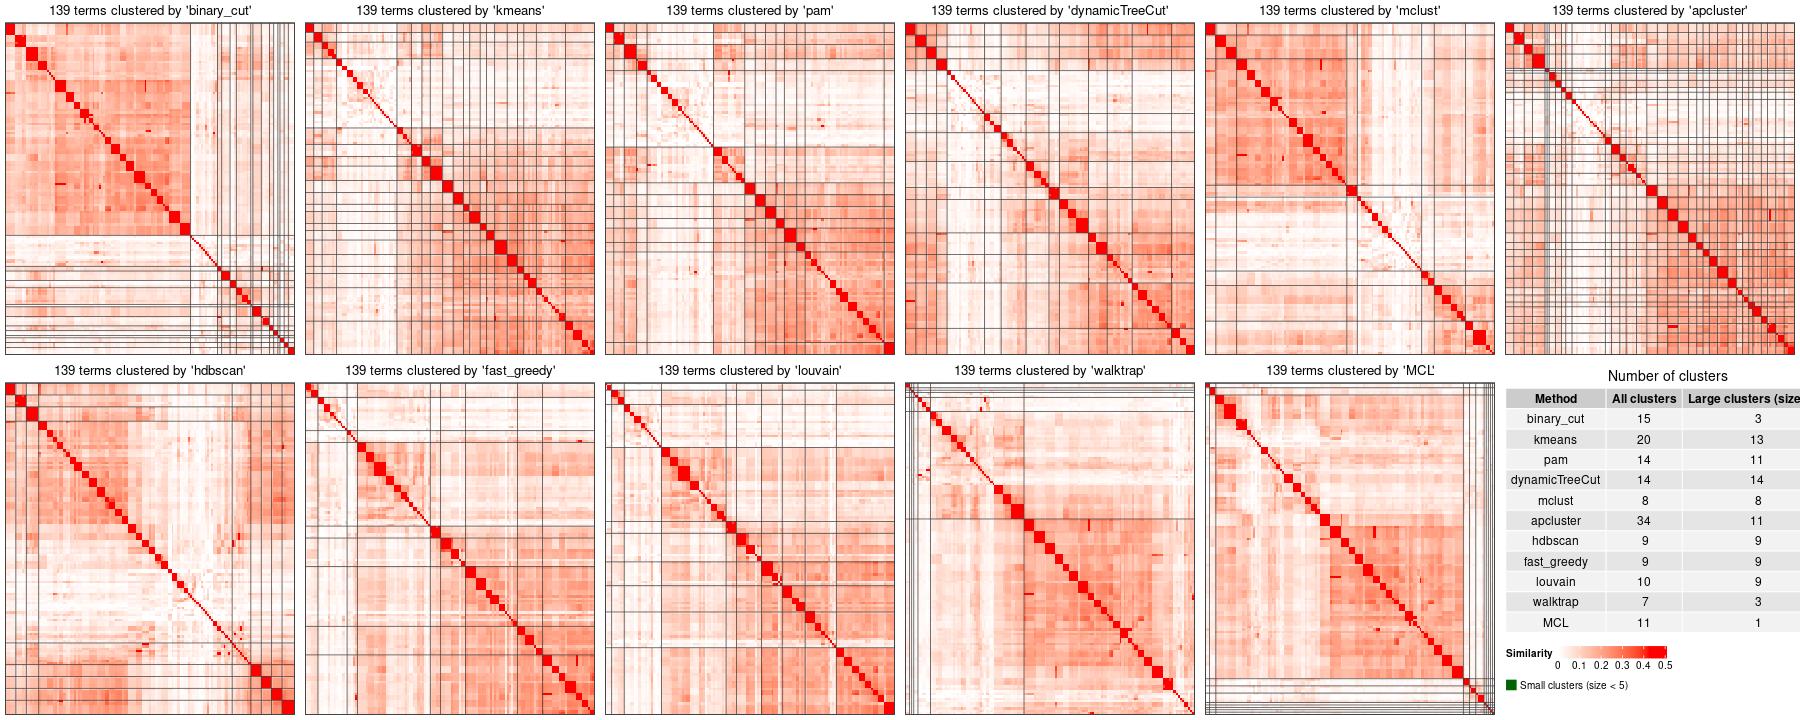 139 terms clustered by 'binary_cut'
139 terms clustered by 'kmeans'
139 terms clustered by 'pam'
139 terms clustered by 'dynamicTreeCut'
139 terms clustered by 'mclust'
139 terms clustered by 'apcluster'
139 terms clustered by 'hdbscan'
139 terms clustered by 'fast_greedy'
139 terms clustered by 'louvain'
139 terms clustered by 'walktrap'
139 terms clustered by 'MCL'
Number of clusters
Method All clusters Large clusters (size
binary_cut 15 3
kmeans 20 13
pam 14 11
dynamicTreeCut 14 14
mclust 8 8
apcluster 34 11
hdbscan 9 9
fast_greedy 9 9
louvain 10 9
walktrap 7 3
MCL 11 1
Similarity
0 0.1 0.2 0.3 0.4 0.5
Small clusters (size < 5)